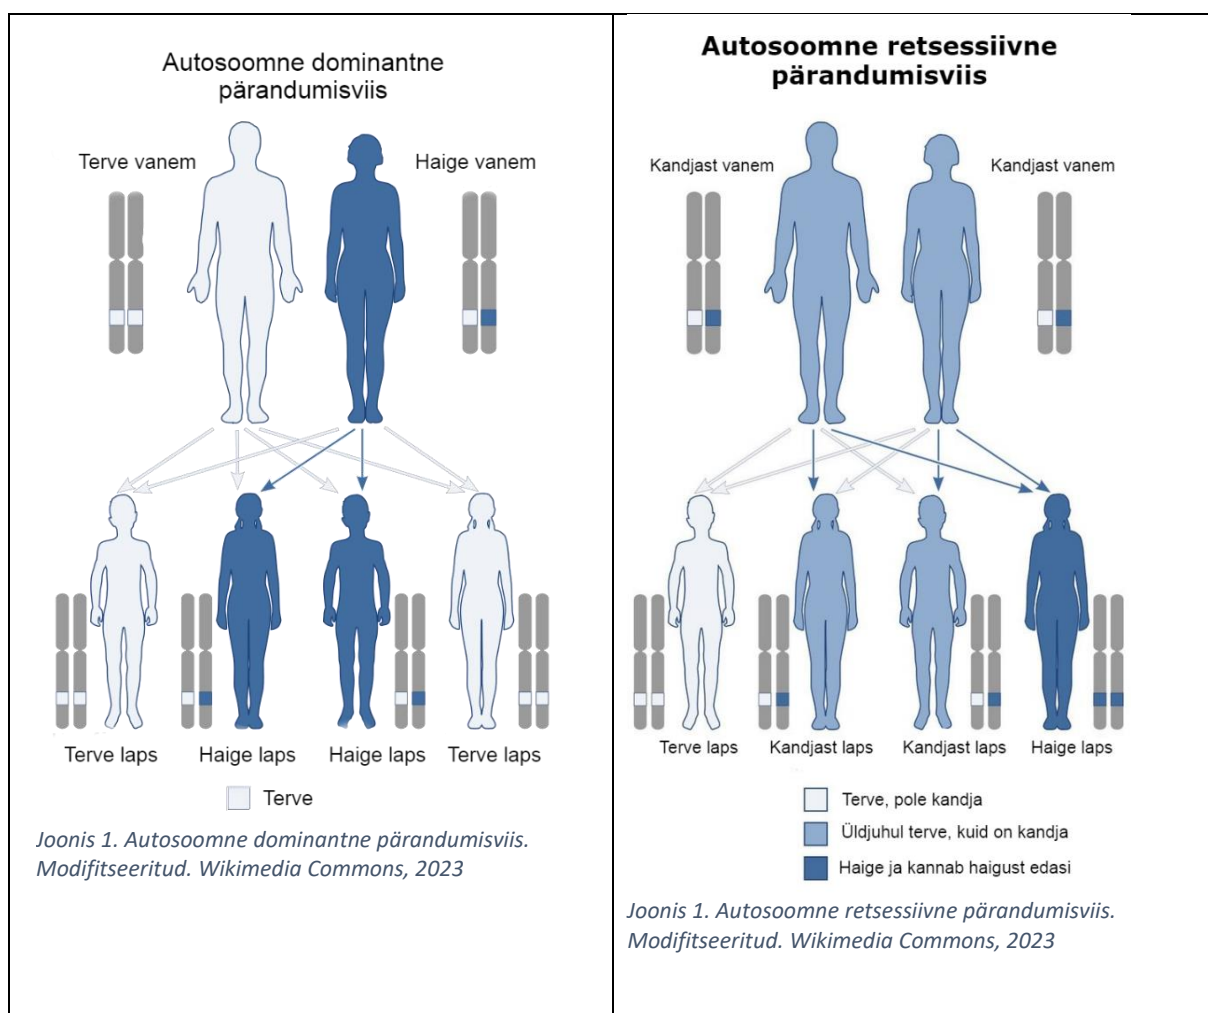 Autosoomne dominantne
pärandumisviis
Terve vanem
Haige vanem
Terve laps
Haige laps
Haige laps
Terve laps
Terve
Joonis 1. Autosoomne dominantne pärandumisviis.
Modifitseeritud. Wikimedia Commons, 2023
Autosoomne retsessiivne
pärandumisviis
Kandjast vanem
Kandjast vanem
Terve laps
Kandjast laps
Kandjast laps
Haige laps
Terve, pole kandja
Üldjuhul terve, kuid on kandja
Haige ja kannab haigust edasi
Joonis 1. Autosoomne retsessiivne pärandumisviis.
Modifitseeritud. Wikimedia Commons, 2023